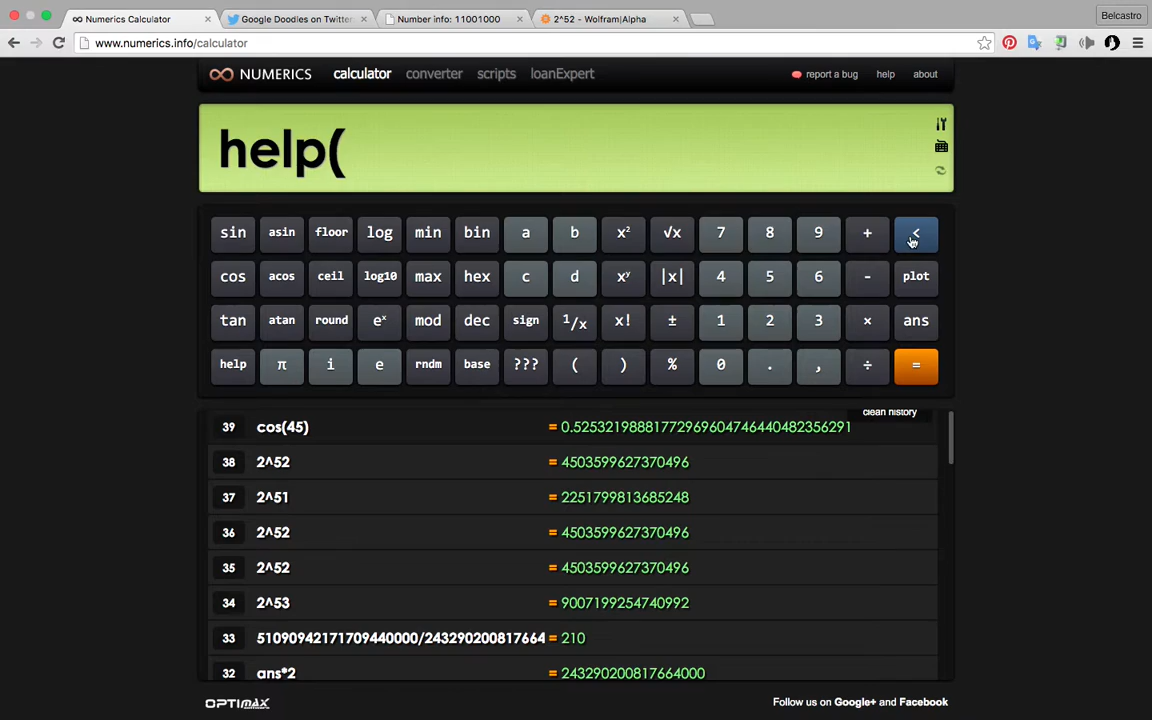 Numerics Calculator
Google Doodles on Twitter
Number info: 11001000
2^52 - Wolfram|Alpha
Belcastro
www.numerics.info/calculator
NUMERICS calculator converter scripts loanExpert report a bug help about
help(
sin asin floor log min bin a b x² √x 7 8 9 + <
cos acos ceil log10 max hex c d xʸ |x| 4 5 6 - plot
tan atan round eˣ mod dec sign 1/x x! ± 1 2 3 × ans
help π i e rndm base ??? ( ) % 0 . , ÷ =
clean history
39 cos(45) = 0.52532198881772969604746440482356291
38 2^52 = 4503599627370496
37 2^51 = 2251799813685248
36 2^52 = 4503599627370496
35 2^52 = 4503599627370496
34 2^53 = 9007199254740992
33 51090942171709440000/243290200817664 = 210
32 ans*2 = 243290200817664000
OPTIMAX
Follow us on Google+ and Facebook